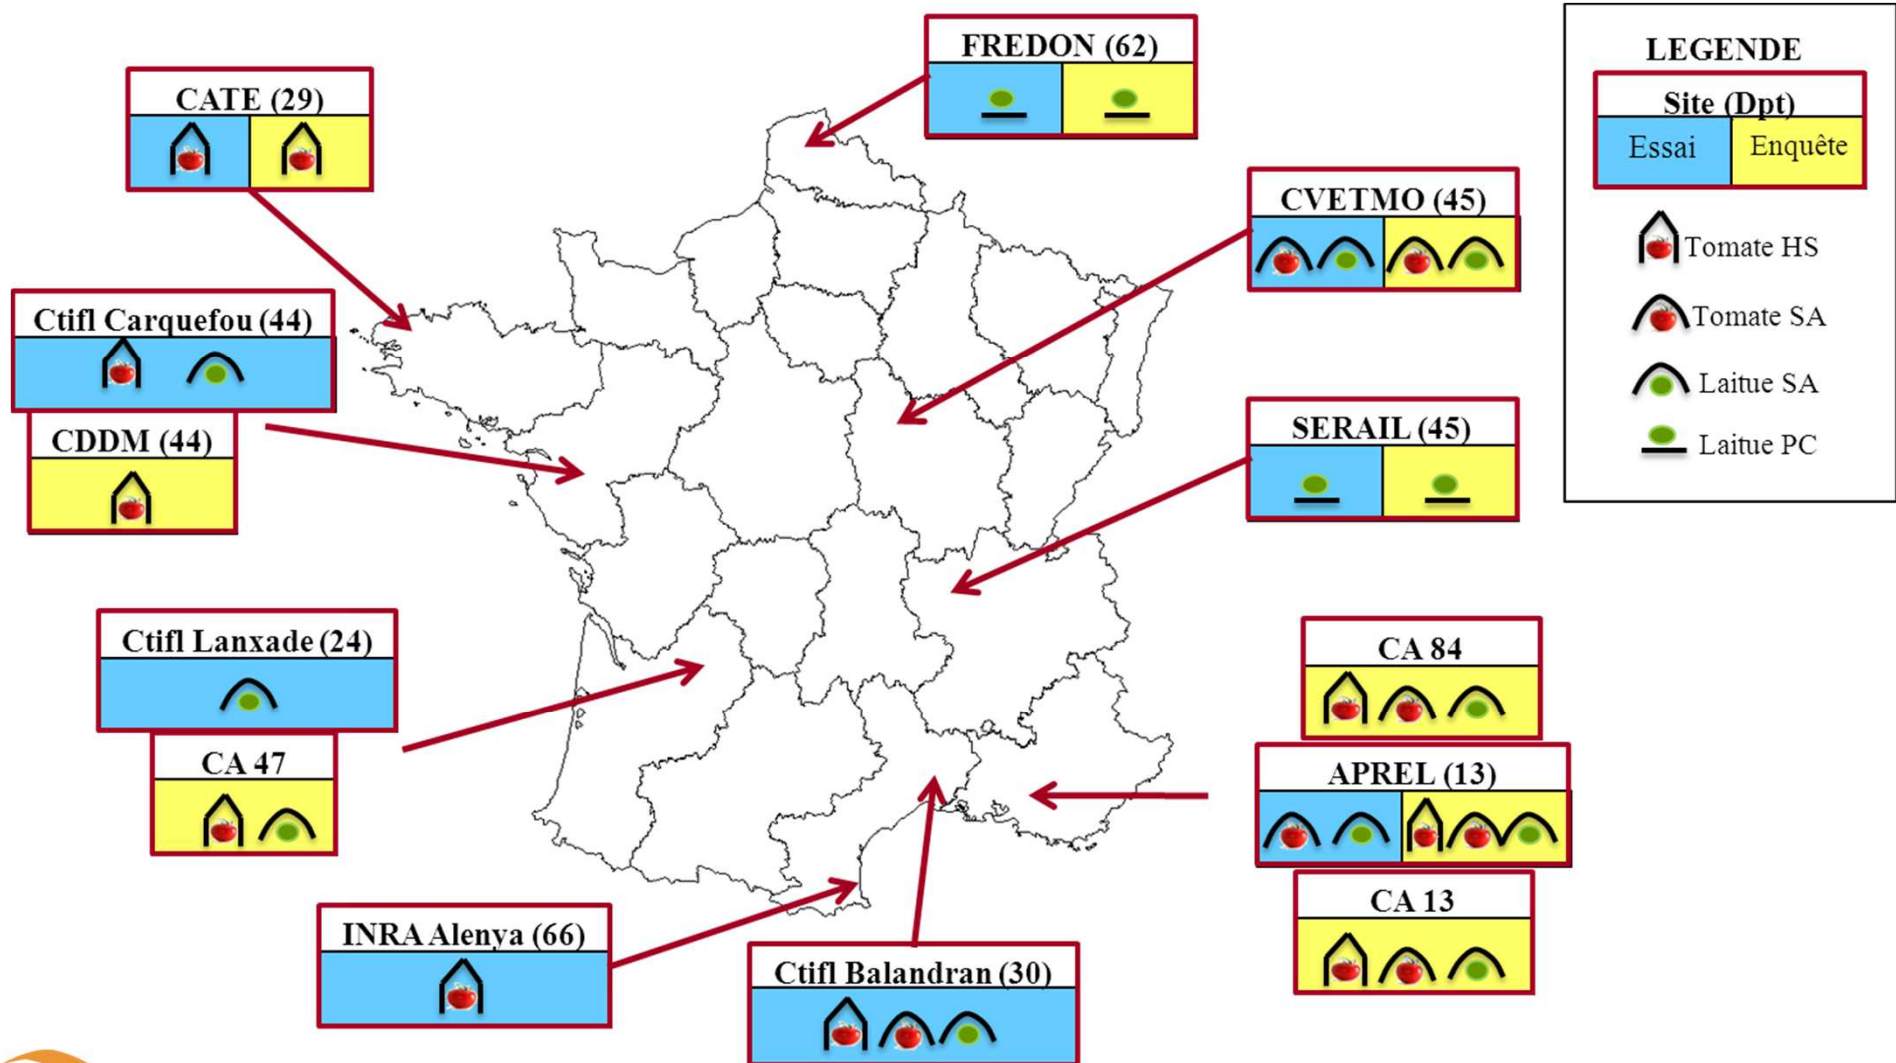 FREDON (62)
CATE (29)
CVETMO (45)
Ctifl Carquefou (44)
CDDM (44)
SERAIL (45)
Ctifl Lanxade (24)
CA 47
CA 84
APREL (13)
CA 13
INRA Alenya (66)
Ctifl Balandran (30)
LEGENDE
Site (Dpt)
Essai Enquête
Tomate HS
Tomate SA
Laitue SA
Laitue PC